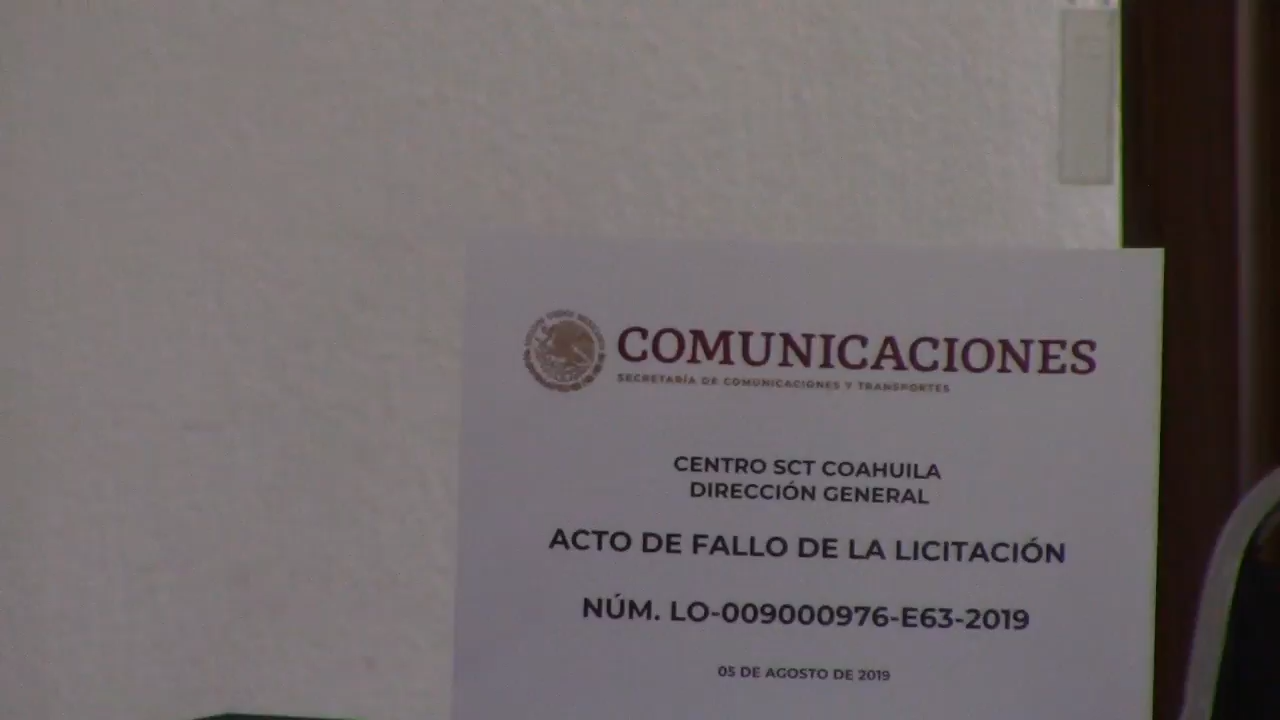 COMUNICACIONES
SECRETARÍA DE COMUNICACIONES Y TRANSPORTES
CENTRO SCT COAHUILA
DIRECCIÓN GENERAL
ACTO DE FALLO DE LA LICITACIÓN
NÚM. LO-009000976-E63-2019
05 DE AGOSTO DE 2019